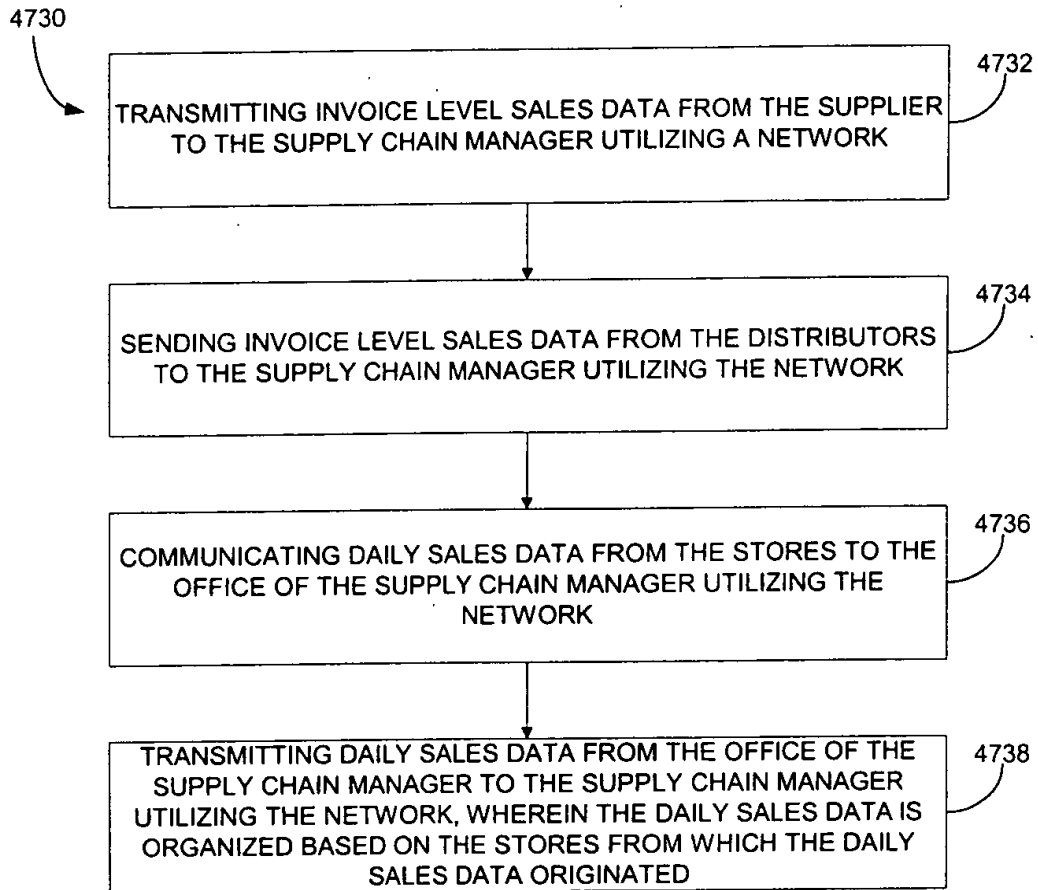 4730
4732
TRANSMITTING INVOICE LEVEL SALES DATA FROM THE SUPPLIER
TO THE SUPPLY CHAIN MANAGER UTILIZING A NETWORK
4734
SENDING INVOICE LEVEL SALES DATA FROM THE DISTRIBUTORS
TO THE SUPPLY CHAIN MANAGER UTILIZING THE NETWORK
4736
COMMUNICATING DAILY SALES DATA FROM THE STORES TO THE
OFFICE OF THE SUPPLY CHAIN MANAGER UTILIZING THE
NETWORK
4738
TRANSMITTING DAILY SALES DATA FROM THE OFFICE OF THE
SUPPLY CHAIN MANAGER TO THE SUPPLY CHAIN MANAGER
UTILIZING THE NETWORK, WHEREIN THE DAILY SALES DATA IS
ORGANIZED BASED ON THE STORES FROM WHICH THE DAILY
SALES DATA ORIGINATED